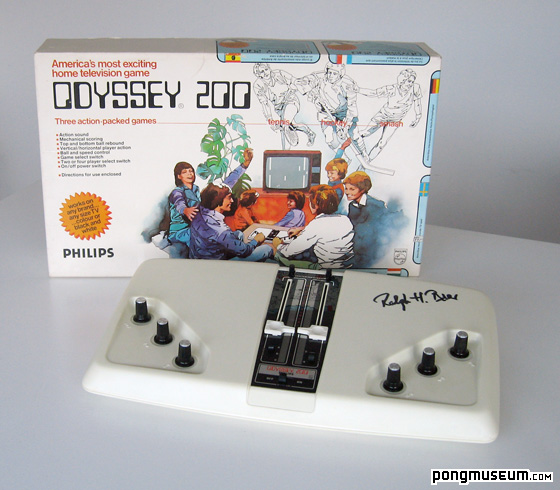 America's most exciting
home television game
ODYSSEY 200
Three action-packed games
tennis hockey smash
• Action sound
• Mechanical scoring
• Top and bottom ball rebound
• Vertical/horizontal player action
• Ball and speed control
• Game select switch
• Two or four player select switch
• On/off power switch
• Directions for use enclosed
works on
any brand,
any size TV
colour or
black and
white
PHILIPS
Ralph H. Baer
pongmuseum.com